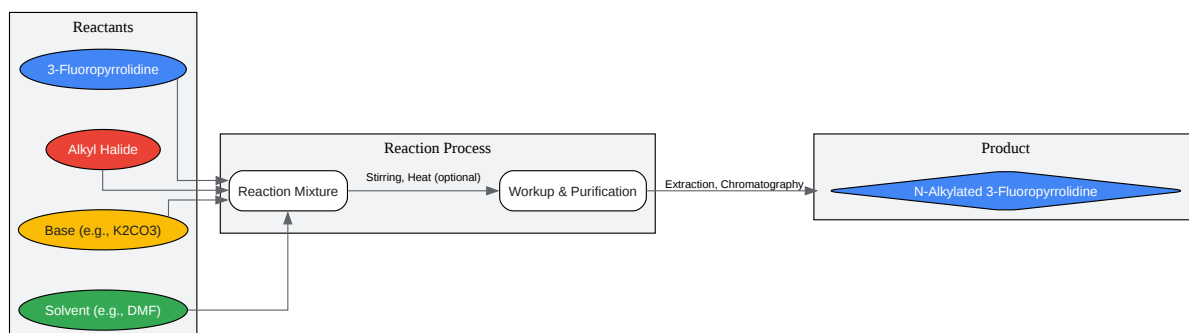 Reactants
3-Fluoropyrrolidine
Alkyl Halide
Base (e.g., K2CO3)
Solvent (e.g., DMF)
Reaction Process
Reaction Mixture
Stirring, Heat (optional)
Workup & Purification
Extraction, Chromatography
Product
N-Alkylated 3-Fluoropyrrolidine